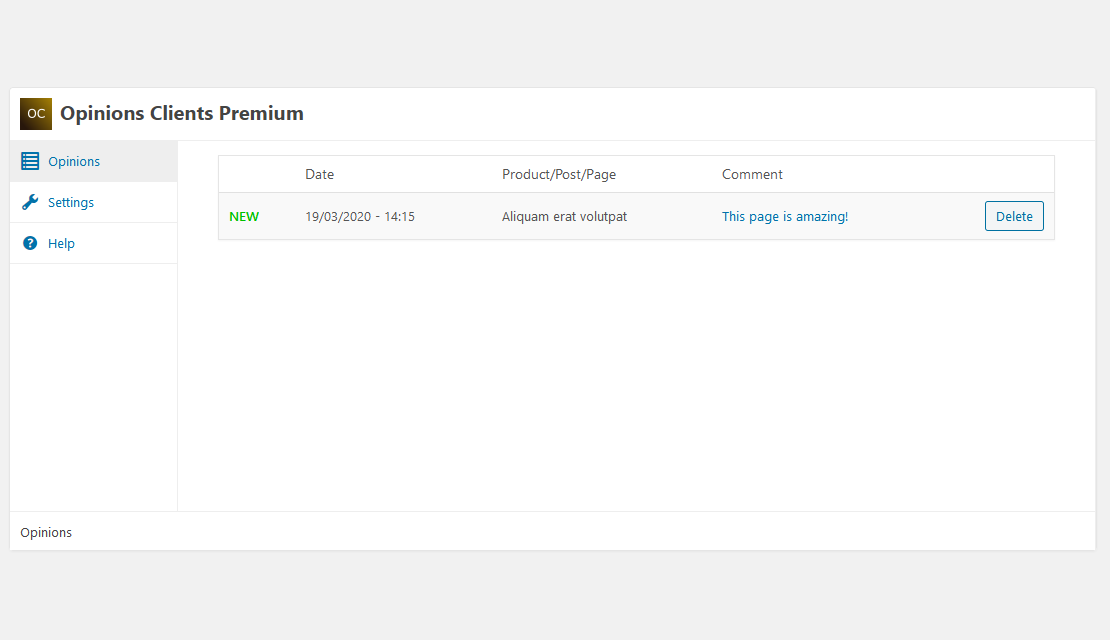 OC Opinions Clients Premium
Opinions
Settings
Help
Date Product/Post/Page Comment
NEW 19/03/2020 - 14:15 Aliquam erat volutpat This page is amazing! Delete
Opinions